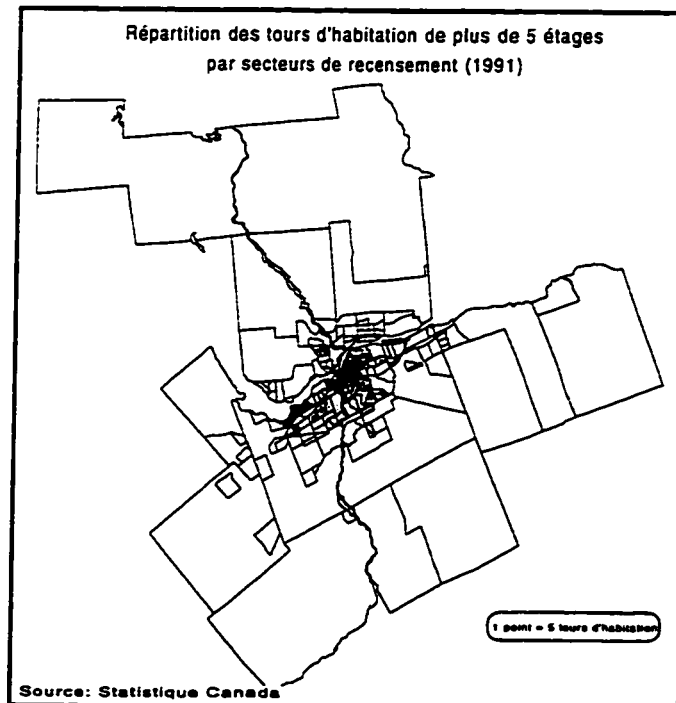 Répartition des tours d'habitation de plus de 5 étages
par secteurs de recensement (1991)
1 point = 5 tours d'habitation
Source: Statistique Canada